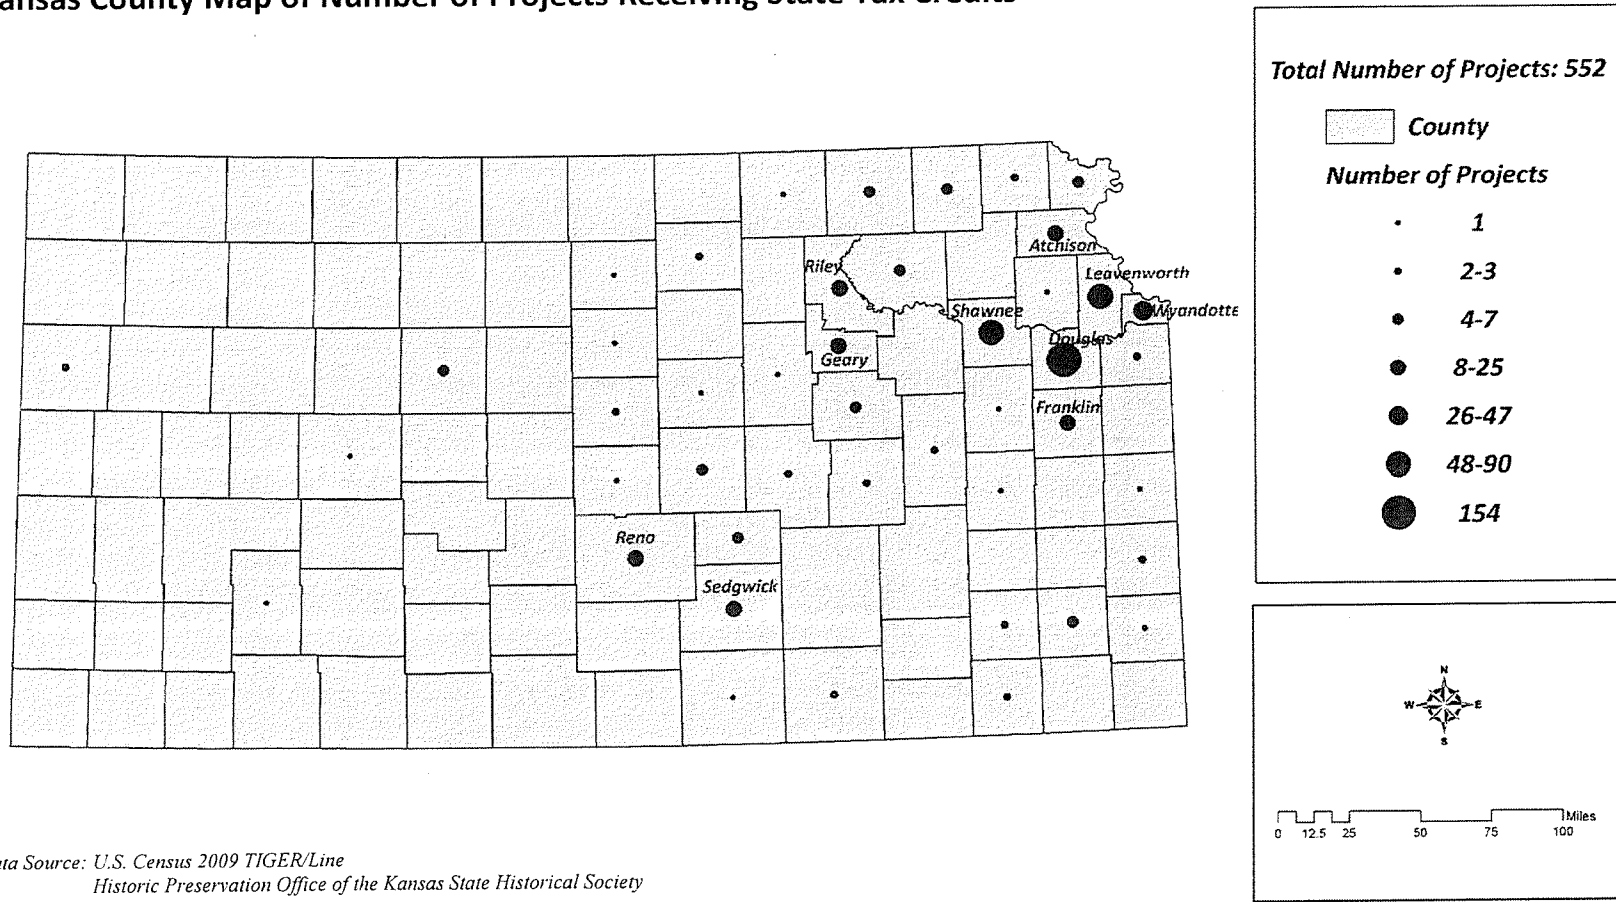 ansas County Map of Number of Projects Receiving State Tax Credits
Total Number of Projects: 552
County
Number of Projects
1
2-3
4-7
8-25
26-47
48-90
154
Atchison
Riley
Leavenworth
Shawnee
Wyandotte
Douglas
Geary
Franklin
Reno
Sedgwick
N
W E
S
Miles
0 12.5 25 50 75 100
ata Source: U.S. Census 2009 TIGER/Line
Historic Preservation Office of the Kansas State Historical Society